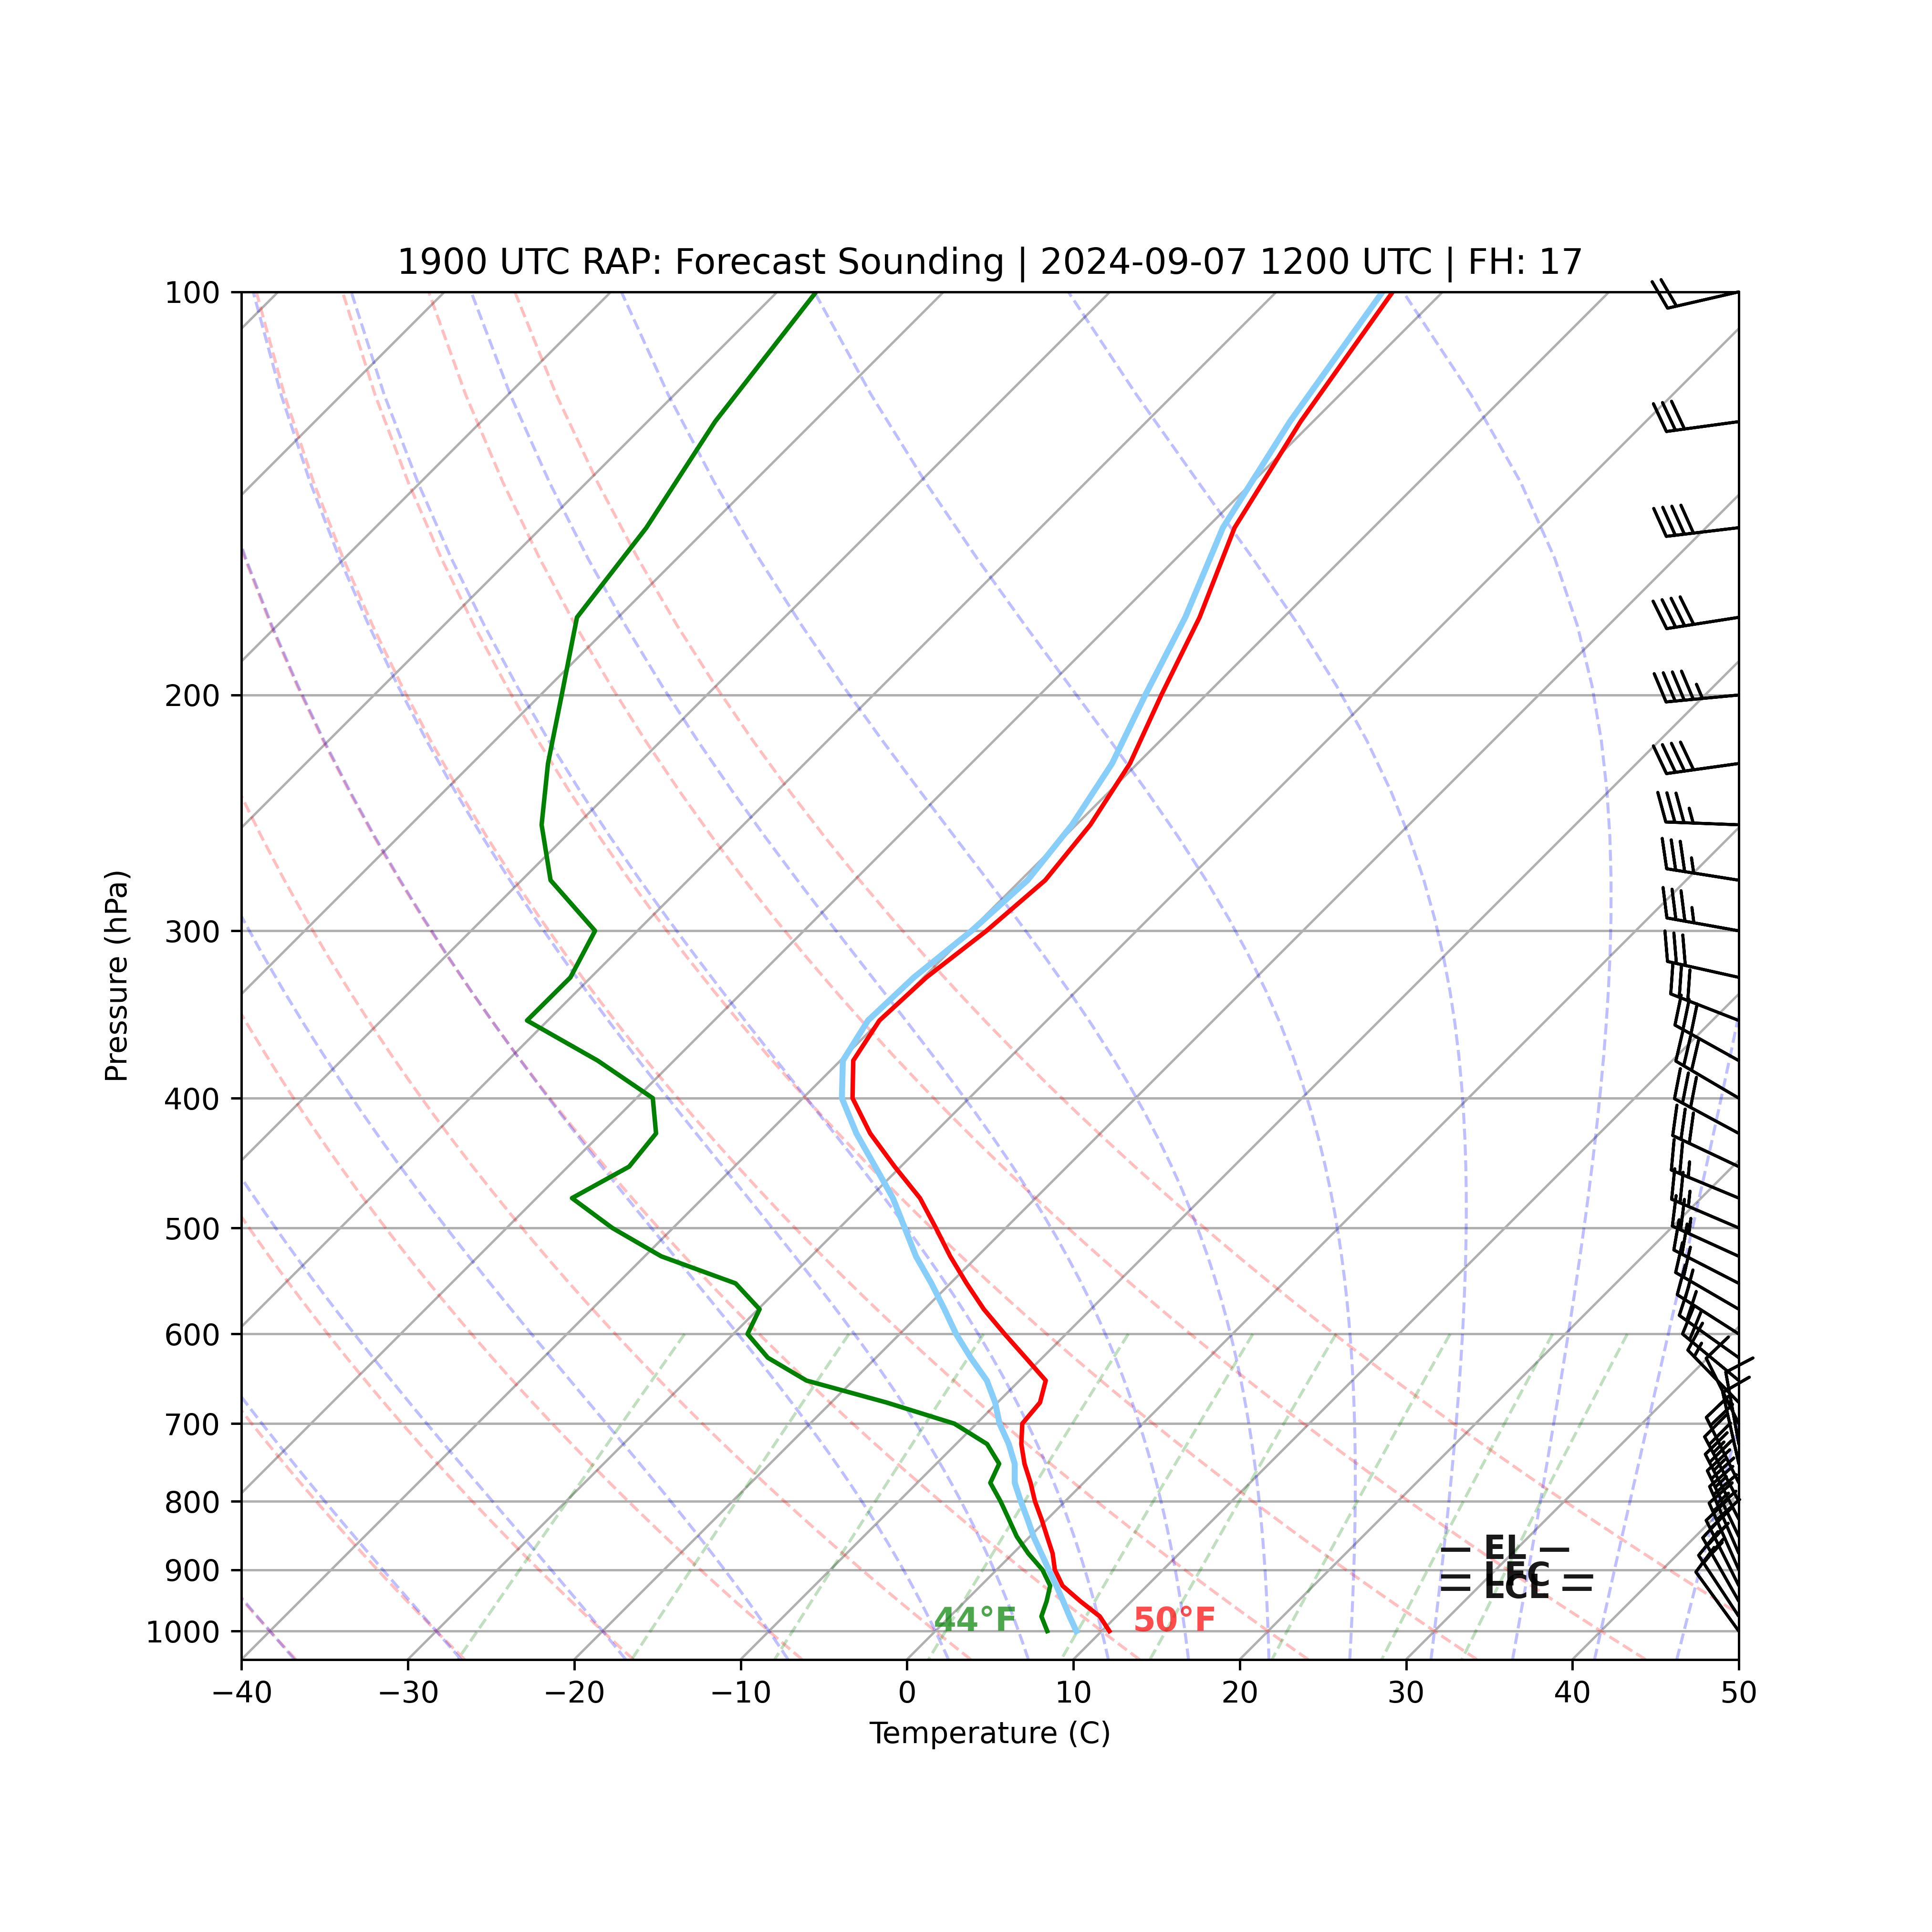 1900 UTC RAP: Forecast Sounding | 2024-09-07 1200 UTC | FH: 17
100
200
300
400
500
600
700
800
900
1000
Pressure (hPa)
— EL —
— LFC —
— LCL —
44°F
50°F
−40
−30
−20
−10
0
10
20
30
40
50
Temperature (C)